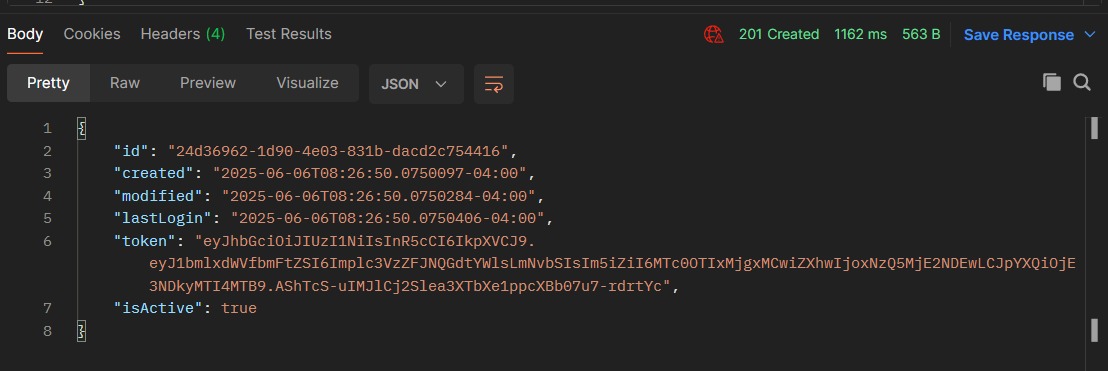 12 }
Body Cookies Headers (4) Test Results 201 Created 1162 ms 563 B Save Response
Pretty Raw Preview Visualize JSON
1 {
2 "id": "24d36962-1d90-4e03-831b-dacd2c754416",
3 "created": "2025-06-06T08:26:50.0750097-04:00",
4 "modified": "2025-06-06T08:26:50.0750284-04:00",
5 "lastLogin": "2025-06-06T08:26:50.0750406-04:00",
6 "token": "eyJhbGciOiJIUzI1NiIsInR5cCI6IkpXVCJ9.
eyJ1bmlxdWVfbmFtZSI6Implc3VzZFJNQGdtYWlsLmNvbSIsIm5iZiI6MTc0OTIxMjgxMCwiZXhwIjoxNzQ5MjE2NDEwLCJpYXQiOjE
3NDkyMTI4MTB9.AShTcS-uIMJlCj2Slea3XTbXe1ppcXBb07u7-rdrtYc",
7 "isActive": true
8 }